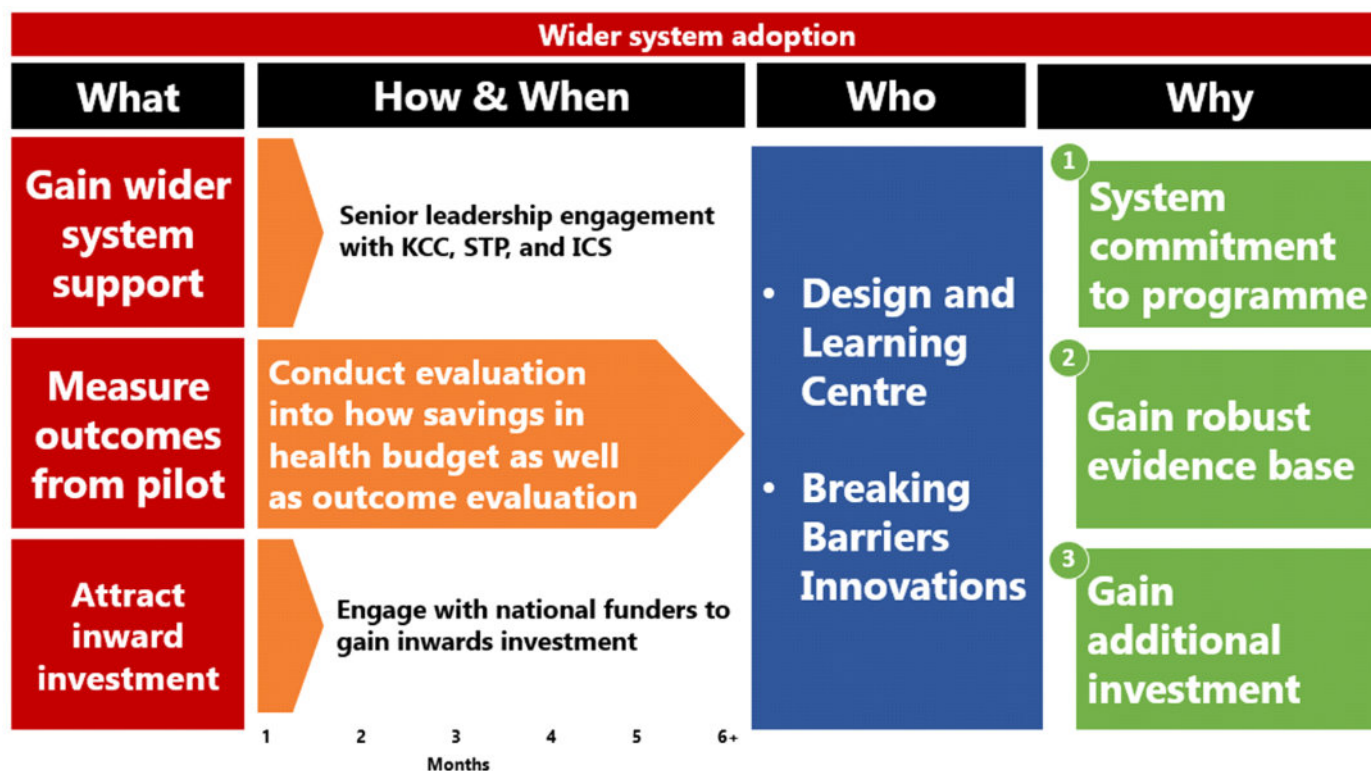 Wider system adoption
What
How & When
Who
Why
Gain wider
system
support
Senior leadership engagement
with KCC, STP, and ICS
Measure
outcomes
from pilot
Conduct evaluation
into how savings in
health budget as well
as outcome evaluation
Attract
inward
investment
Engage with national funders to
gain inwards investment
1 2 3 4 5 6+
Months
• Design and
Learning
Centre
• Breaking
Barriers
Innovations
1
System
commitment
to programme
2
Gain robust
evidence base
3
Gain
additional
investment